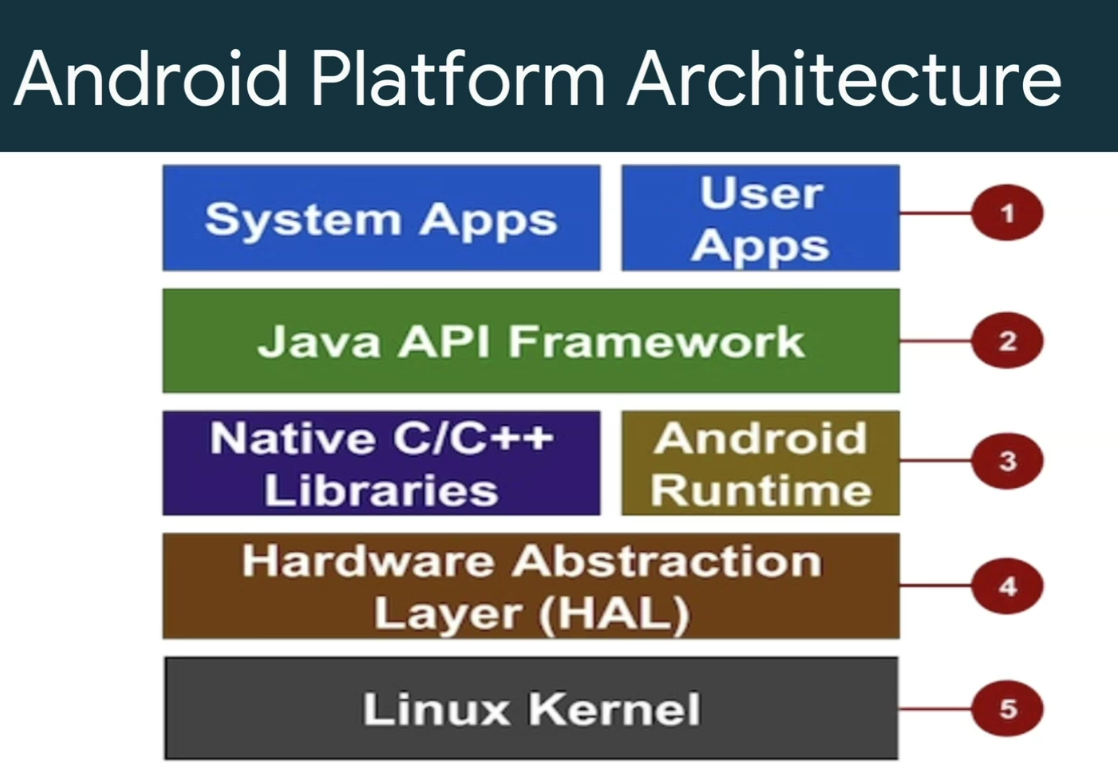 Android Platform Architecture
System Apps
User
Apps
1
Java API Framework
2
Native C/C++
Libraries
Android
Runtime
3
Hardware Abstraction
Layer (HAL)
4
Linux Kernel
5